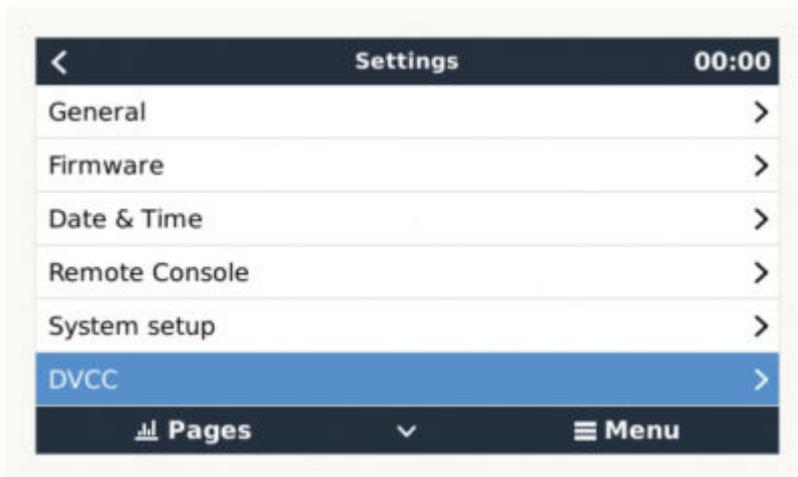 Settings 00:00
General
Firmware
Date & Time
Remote Console
System setup
DVCC
Pages Menu